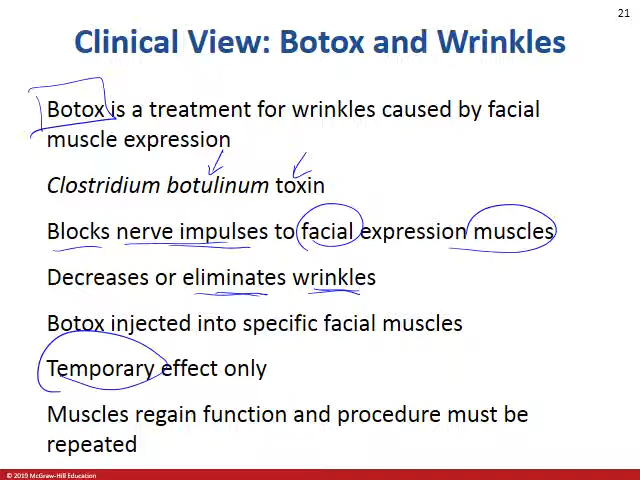 21
Clinical View: Botox and Wrinkles
Botox is a treatment for wrinkles caused by facial
muscle expression
Clostridium botulinum toxin
Blocks nerve impulses to facial expression muscles
Decreases or eliminates wrinkles
Botox injected into specific facial muscles
Temporary effect only
Muscles regain function and procedure must be
repeated
© 2019 McGraw-Hill Education